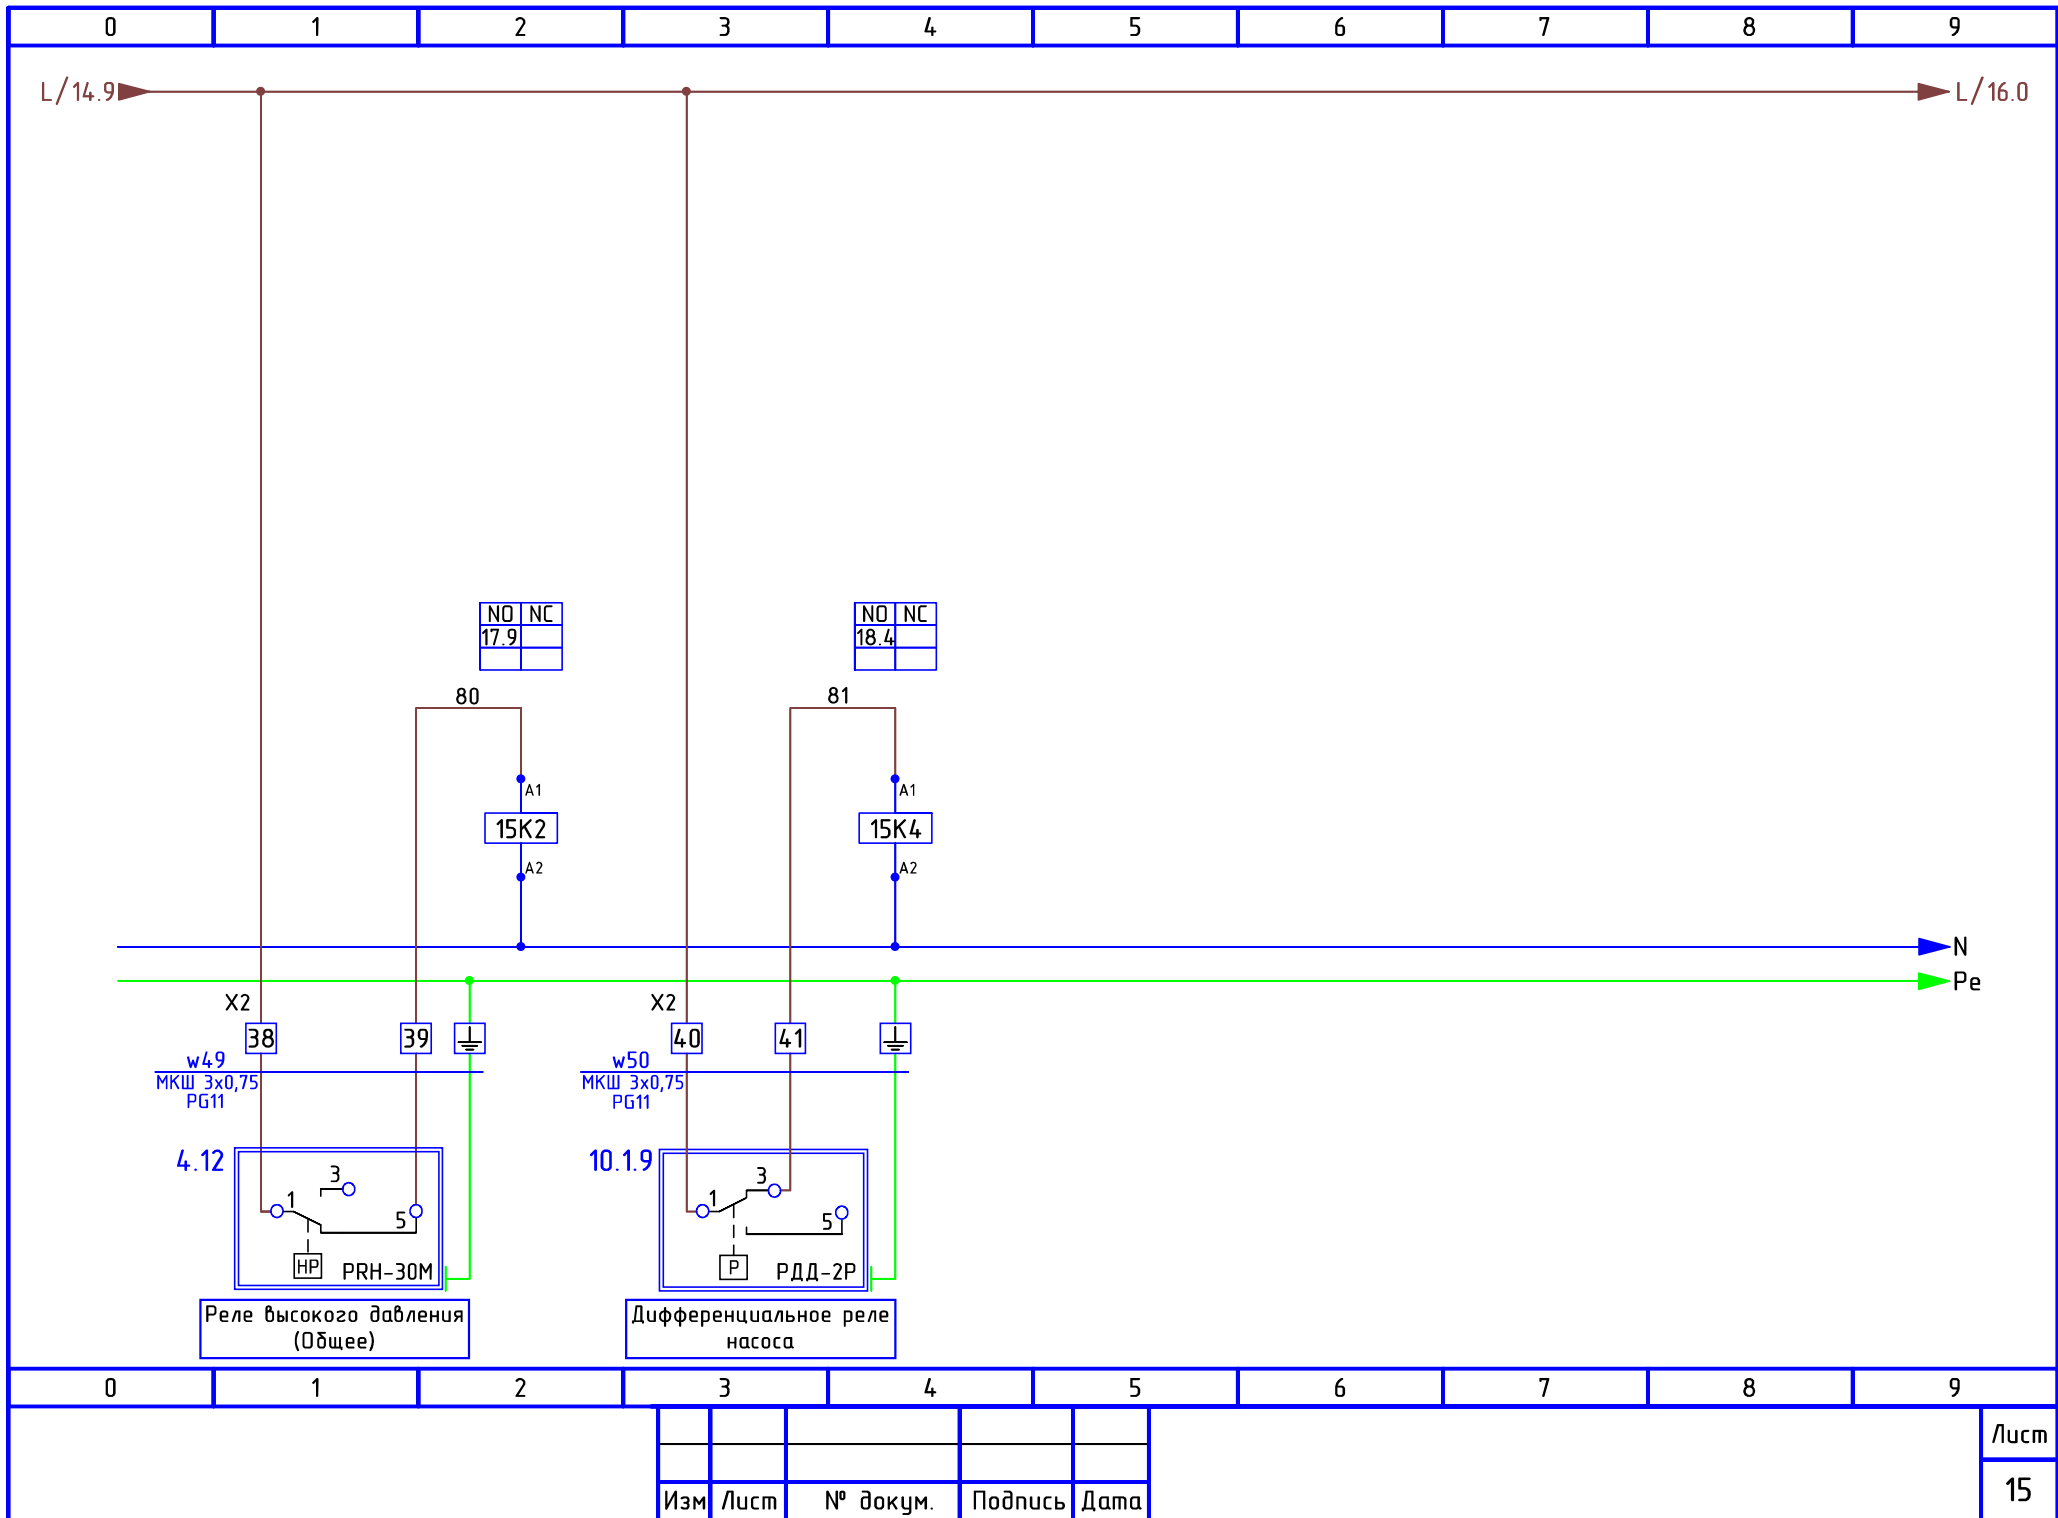 0 1 2 3 4 5 6 7 8 9
L/14.9 L/16.0
NO NC NO NC
17.9 18.4
80 81
A1 A1
15K2 15K4
A2 A2
N
Pe
X2 X2
38 39 40 41
w49 w50
МКШ 3x0,75 МКШ 3x0,75
PG11 PG11
4.12 10.1.9
3 3
1 1
5 5
HP PRH-30M P РДД-2Р
Реле высокого давления
(Общее)
Дифференциальное реле
насоса
0 1 2 3 4 5 6 7 8 9
Лист
15
Изм Лист № докум. Подпись Дата